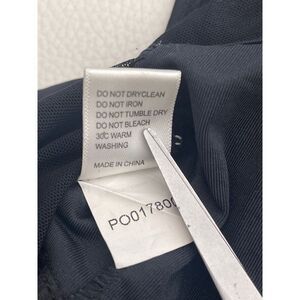 DO NOT DRYCLEAN
DO NOT IRON
DO NOT TUMBLE DRY
DO NOT BLEACH
30C WARM
WASHING
MADE IN CHINA